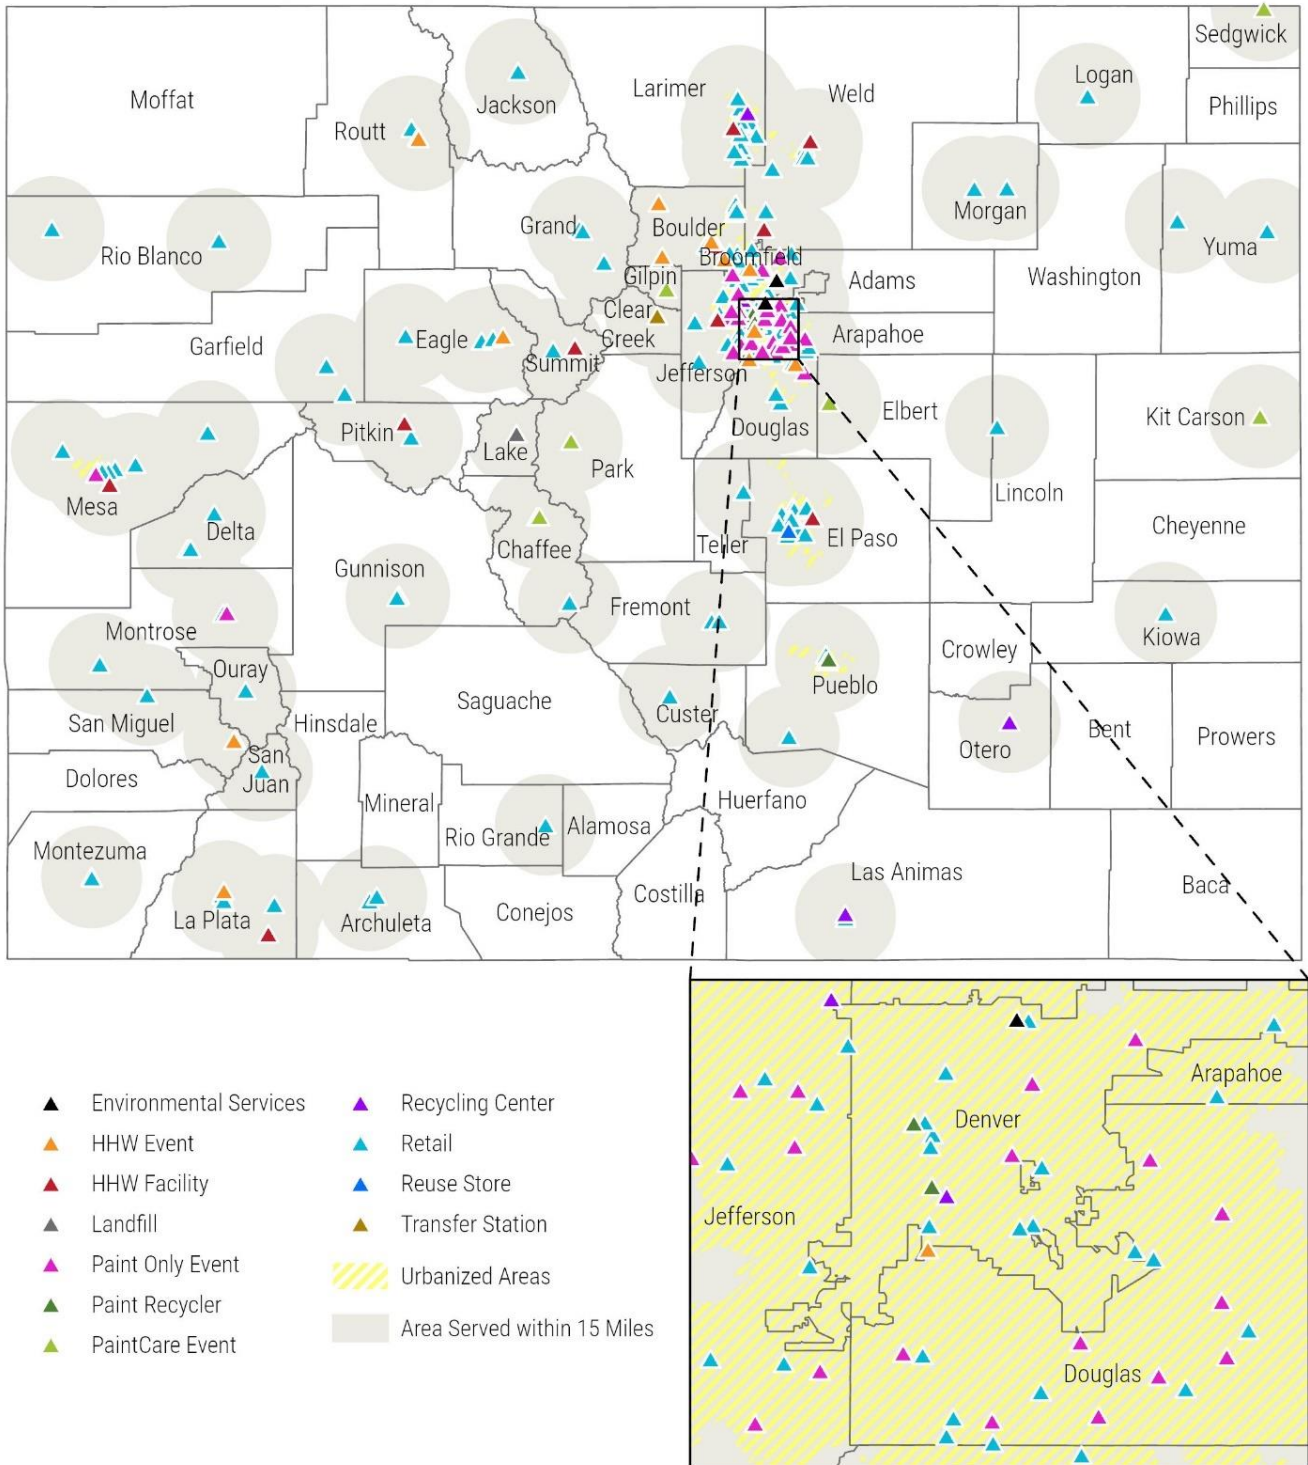 Sedgwick
Moffat
Routt
Jackson
Larimer
Weld
Logan
Phillips
Rio Blanco
Grand
Boulder
Morgan
Yuma
Broomfield
Gilpin
Adams
Washington
Clear
Creek
Garfield
Eagle
Summit
Arapahoe
Jefferson
Pitkin
Lake
Park
Douglas
Elbert
Kit Carson
Mesa
Delta
Lincoln
Gunnison
Chaffee
Teller
El Paso
Cheyenne
Montrose
Fremont
Kiowa
Ouray
Crowley
San Miguel
Hinsdale
Saguache
Custer
Pueblo
Otero
Bent
Prowers
San
Juan
Dolores
Mineral
Rio Grande
Alamosa
Huerfano
Montezuma
La Plata
Archuleta
Conejos
Costilla
Las Animas
Baca
Environmental Services
HHW Event
HHW Facility
Landfill
Paint Only Event
Paint Recycler
PaintCare Event
Recycling Center
Retail
Reuse Store
Transfer Station
Urbanized Areas
Area Served within 15 Miles
Arapahoe
Denver
Jefferson
Douglas